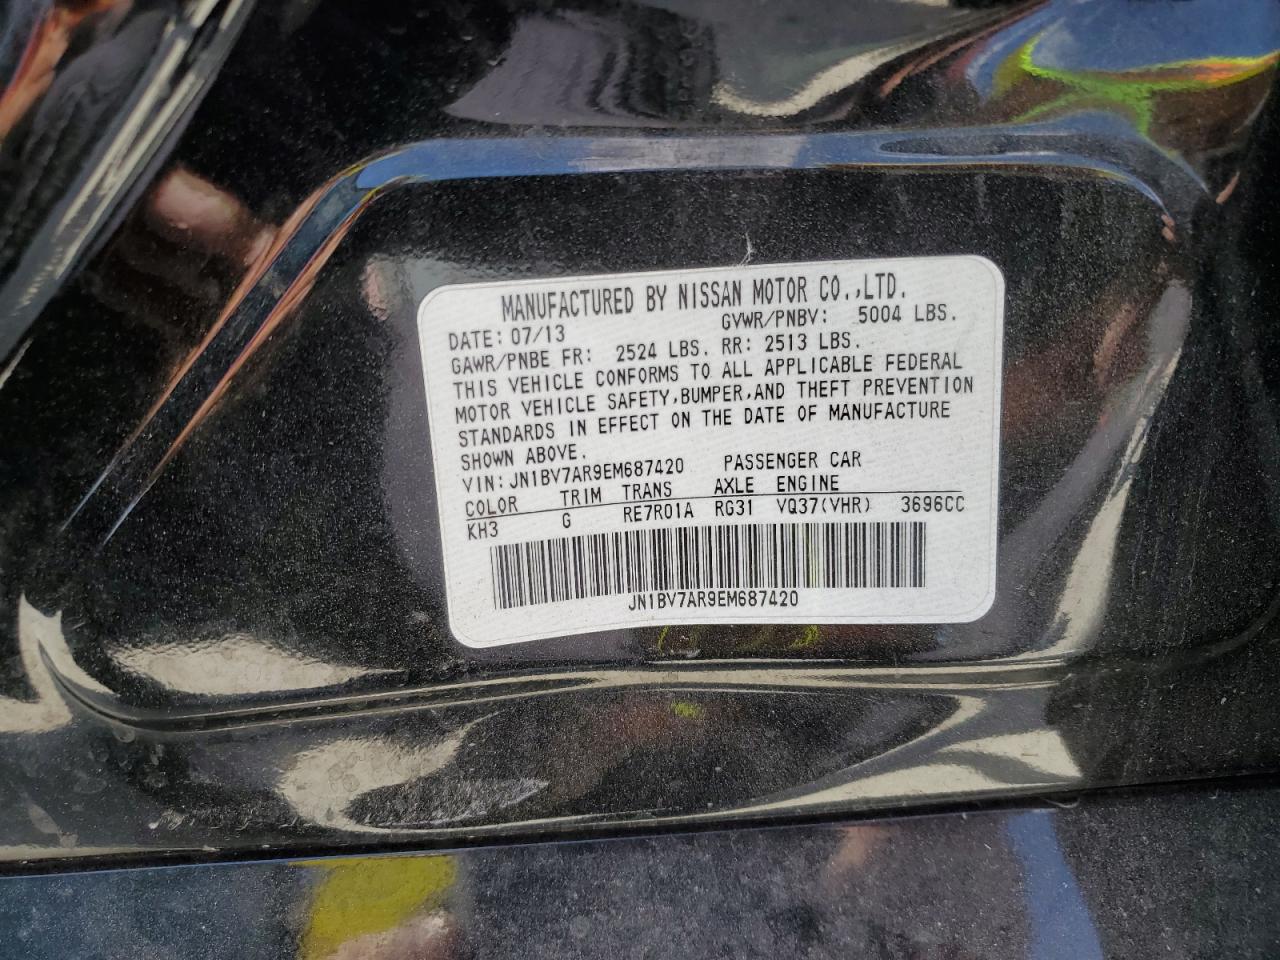 MANUFACTURED BY NISSAN MOTOR CO.,LTD.
DATE: 07/13 GVWR/PNBV: 5004 LBS.
GAWR/PNBE FR: 2524 LBS. RR: 2513 LBS.
THIS VEHICLE CONFORMS TO ALL APPLICABLE FEDERAL
MOTOR VEHICLE SAFETY,BUMPER,AND THEFT PREVENTION
STANDARDS IN EFFECT ON THE DATE OF MANUFACTURE
SHOWN ABOVE.
VIN:JN1BV7AR9EM687420 PASSENGER CAR
COLOR TRIM TRANS AXLE ENGINE
KH3 G RE7R01A RG31 VQ37(VHR) 3696CC
JN1BV7AR9EM687420